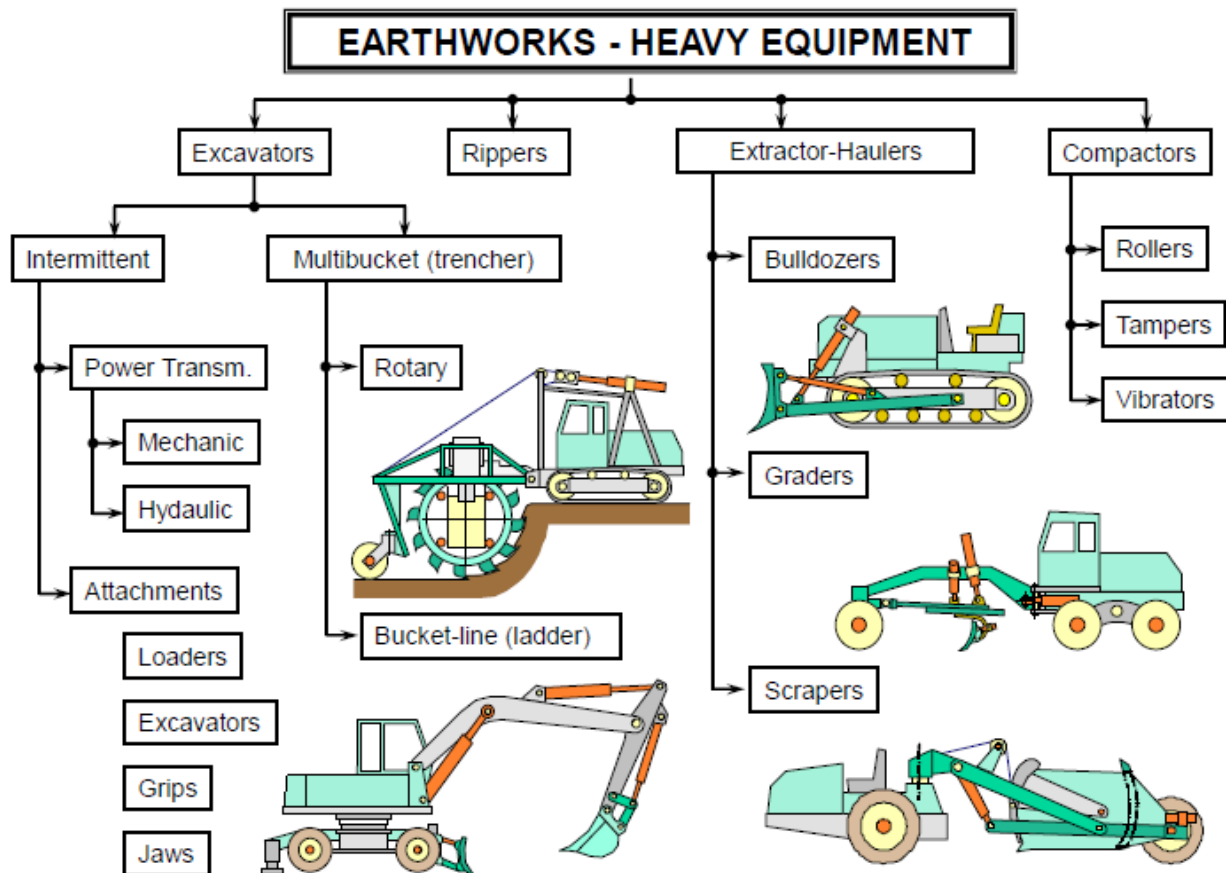 EARTHWORKS - HEAVY EQUIPMENT
Excavators
Rippers
Extractor-Haulers
Compactors
Intermittent
Multibucket (trencher)
Bulldozers
Rollers
Tampers
Power Transm.
Rotary
Vibrators
Mechanic
Graders
Hydaulic
Attachments
Bucket-line (ladder)
Loaders
Scrapers
Excavators
Grips
Jaws